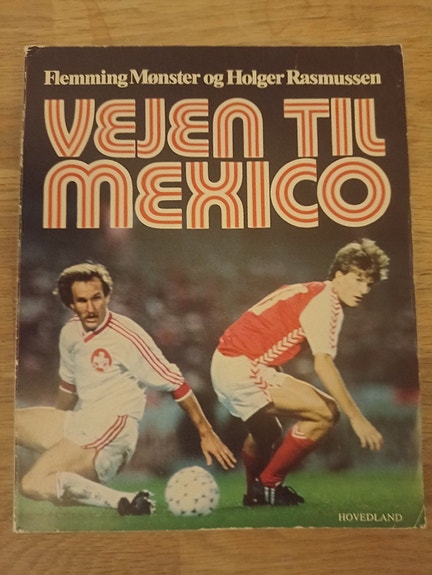 Flemming Mønster og Holger Rasmussen
VEJEN TIL
MEXICO
HOVEDLAND